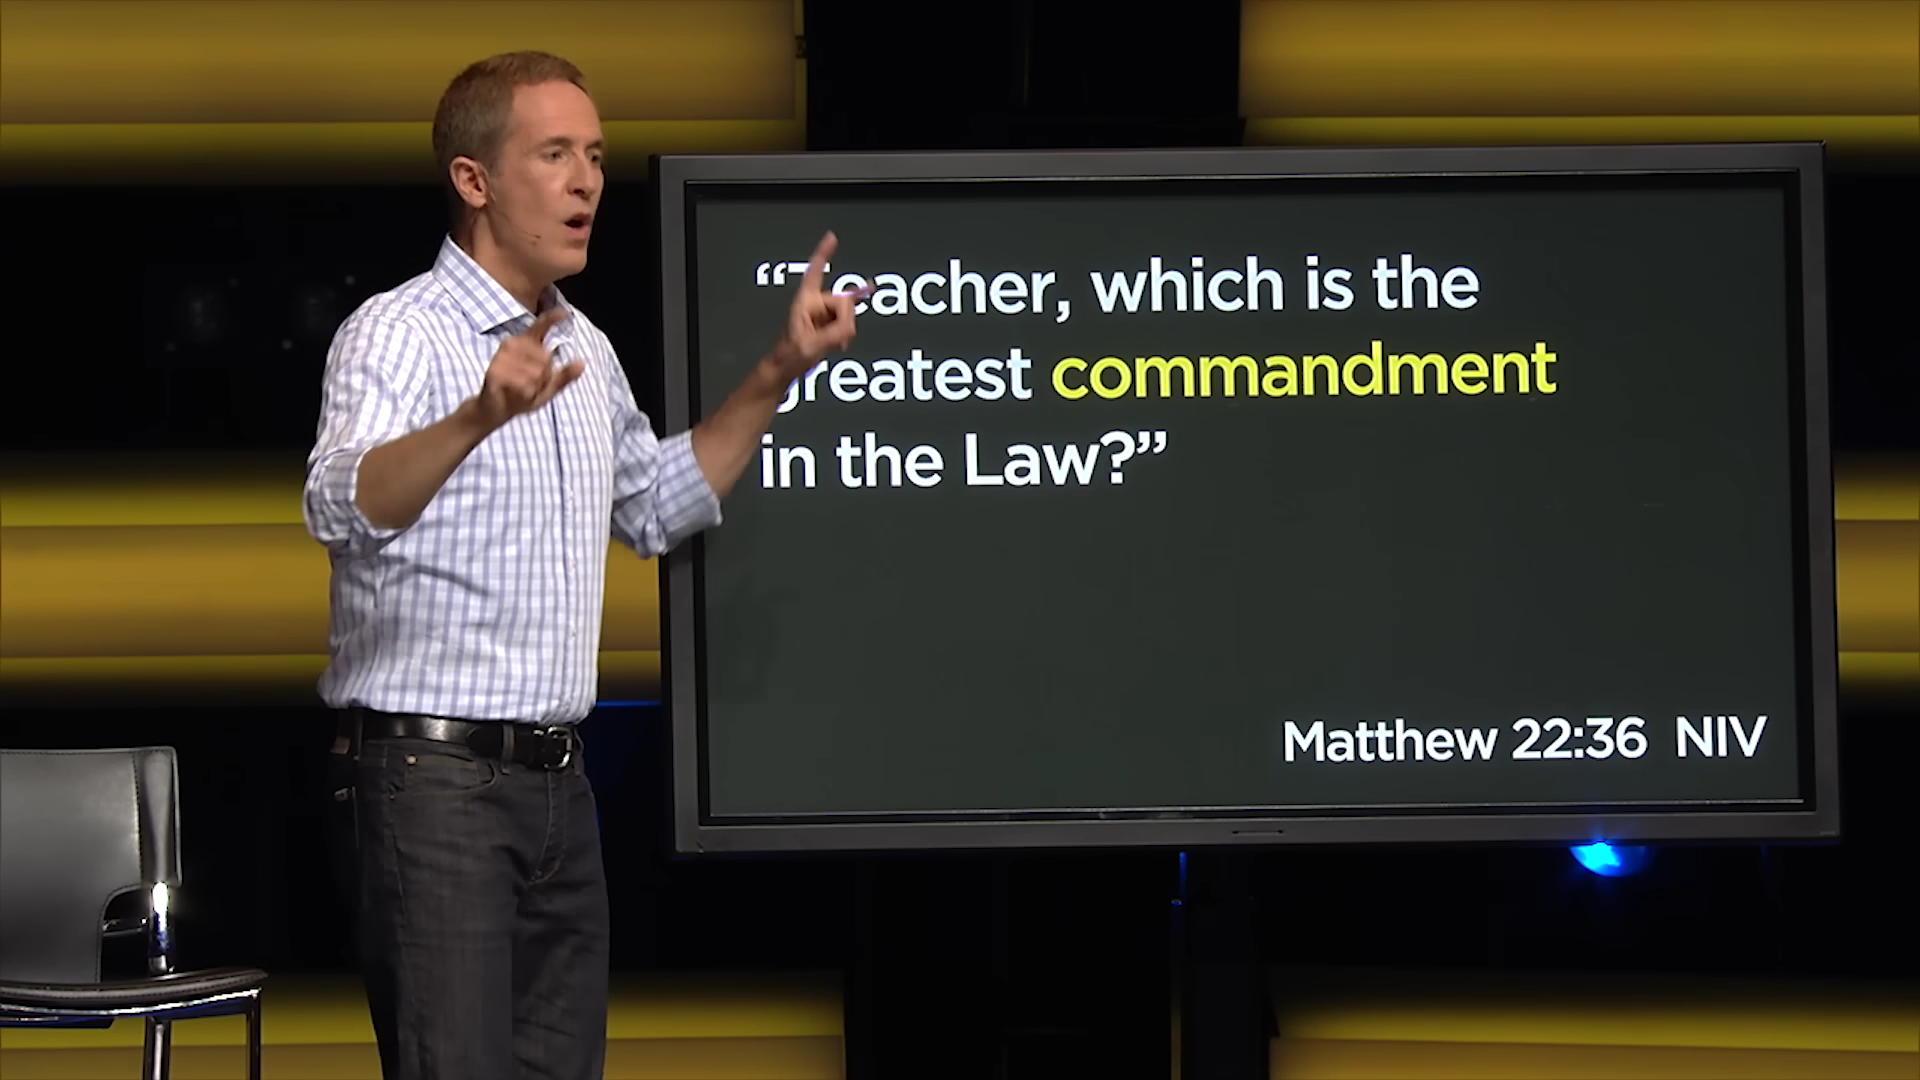 “Teacher, which is the
greatest commandment
in the Law?”
Matthew 22:36 NIV